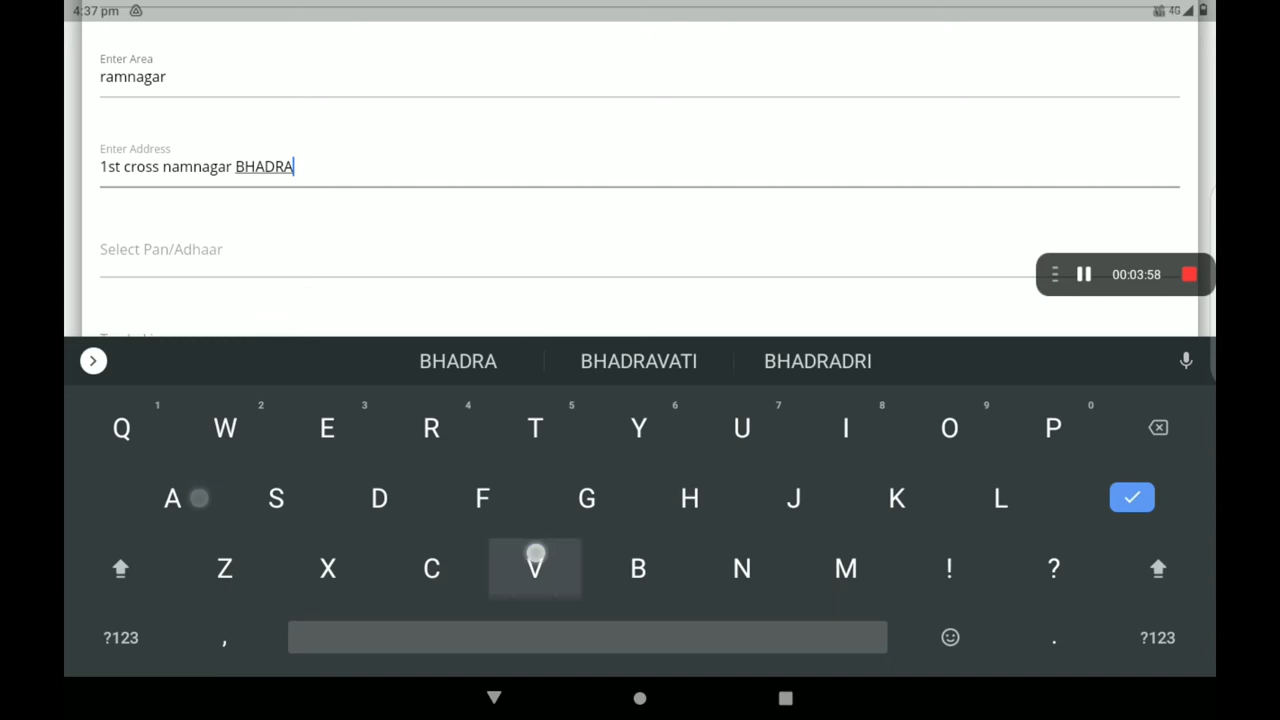 4:37 pm
4G
Enter Area
ramnagar
Enter Address
1st cross namnagar BHADRA
Select Pan/Adhaar
00:03:58
BHADRA BHADRAVATI BHADRADRI
1 2 3 4 5 6 7 8 9 0
Q W E R T Y U I O P
A S D F G H J K L
Z X C V B N M ! ?
?123 , . ?123